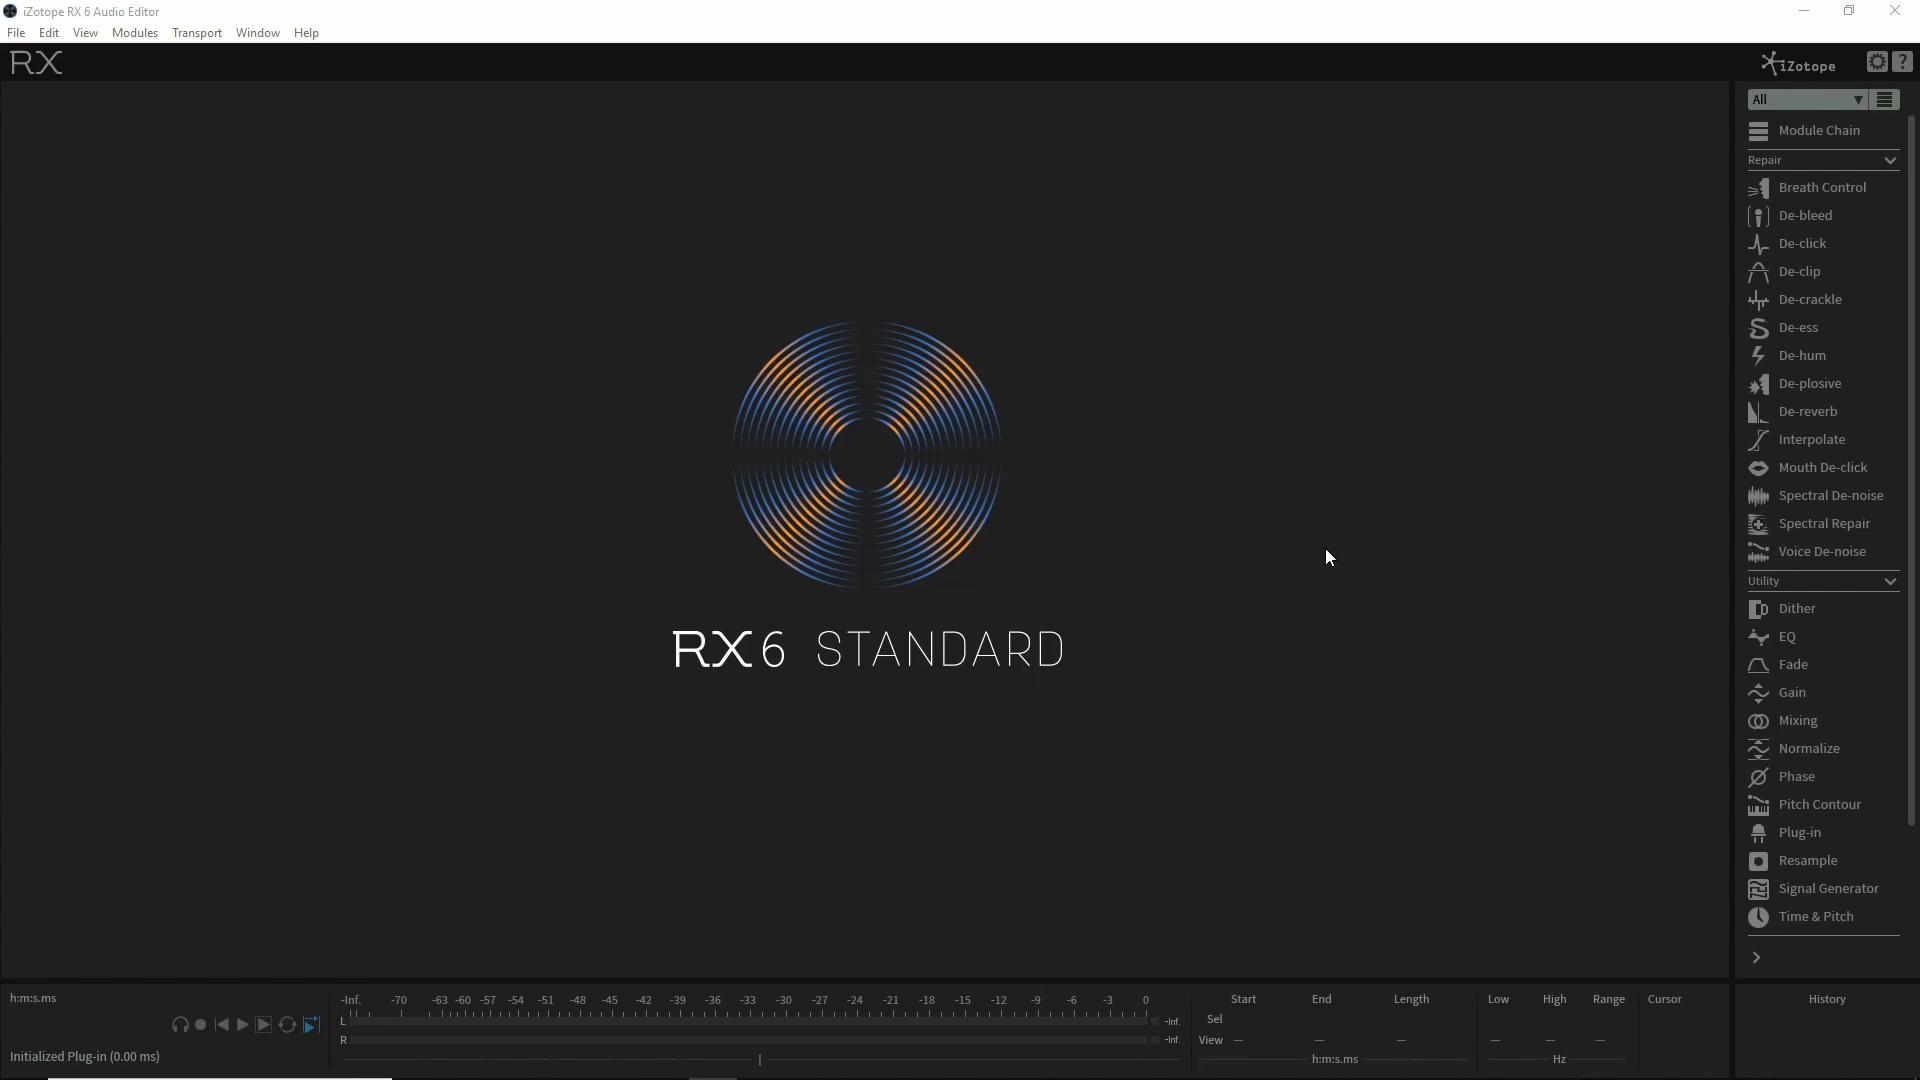 iZotope RX 6 Audio Editor
File Edit View Modules Transport Window Help
RX
iZotope
?
All
Module Chain
Repair
Breath Control
De-bleed
De-click
De-clip
De-crackle
De-ess
De-hum
De-plosive
De-reverb
Interpolate
Mouth De-click
Spectral De-noise
Spectral Repair
Voice De-noise
Utility
Dither
EQ
Fade
Gain
Mixing
Normalize
Phase
Pitch Contour
Plug-in
Resample
Signal Generator
Time & Pitch
RX 6 STANDARD
h:m:s.ms
Initialized Plug-in (0.00 ms)
-Inf. -70 -63 -60 -57 -54 -51 -48 -45 -42 -39 -36 -33 -30 -27 -24 -21 -18 -15 -12 -9 -6 -3 0
L -Inf.
R -Inf.
Start End Length Low High Range Cursor
Sel
View — — — — — —
h:m:s.ms Hz
History